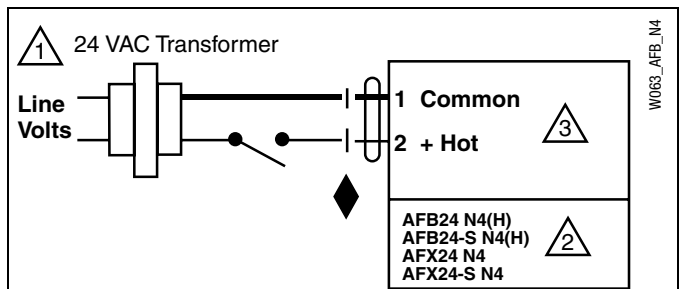 1 24 VAC Transformer
Line
Volts
1 Common
2 + Hot
3
AFB24 N4(H)
AFB24-S N4(H)
AFX24 N4
AFX24-S N4
2
W063_AFB_N4